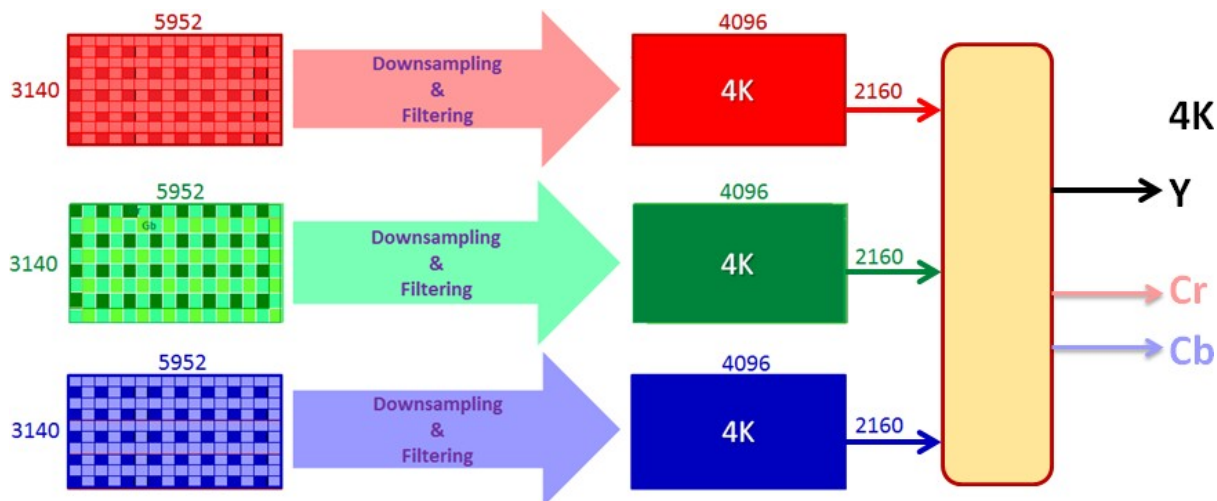 5952
3140
Downsampling
&
Filtering
4096
4K
2160
5952
3140
Gb
Downsampling
&
Filtering
4096
4K
2160
5952
3140
Downsampling
&
Filtering
4096
4K
2160
4K
Y
Cr
Cb